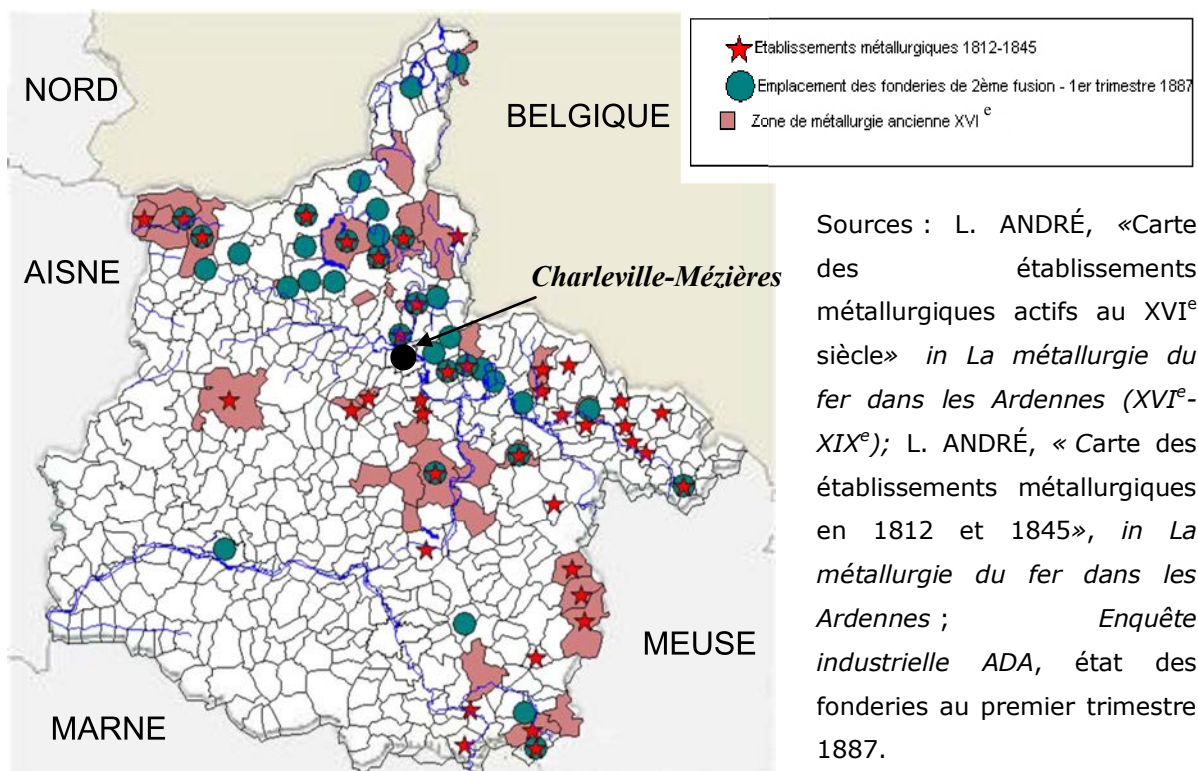 Etablissements métallurgiques 1812-1845
Emplacement des fonderies de 2ème fusion - 1er trimestre 1887
Zone de métallurgie ancienne XVI e
NORD
BELGIQUE
AISNE
Charleville-Mézières
MEUSE
MARNE
Sources : L. ANDRÉ, «Carte
des établissements
métallurgiques actifs au XVIe
siècle» in La métallurgie du
fer dans les Ardennes (XVIe-
XIXe); L. ANDRÉ, « Carte des
établissements métallurgiques
en 1812 et 1845», in La
métallurgie du fer dans les
Ardennes ; Enquête
industrielle ADA, état des
fonderies au premier trimestre
1887.